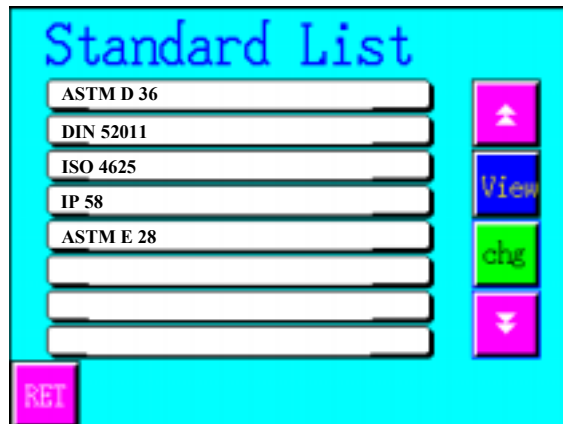 Standard List
ASTM D 36
DIN 52011
ISO 4625
View
IP 58
ASTM E 28
chg
RET